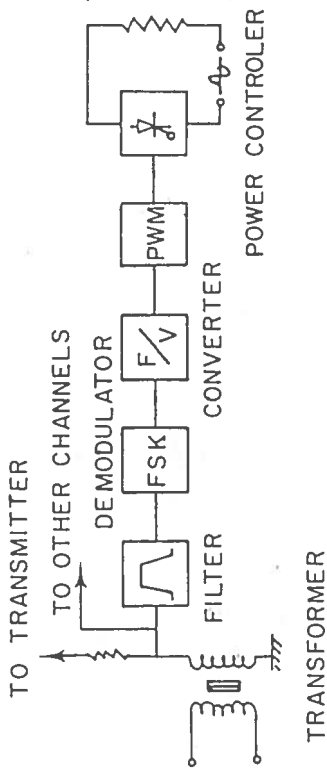 TO TRANSMITTER
TO OTHER CHANNELS
DEMODULATOR
FSK
F/V
PWM
FILTER
CONVERTER
POWER CONTROLER
TRANSFORMER